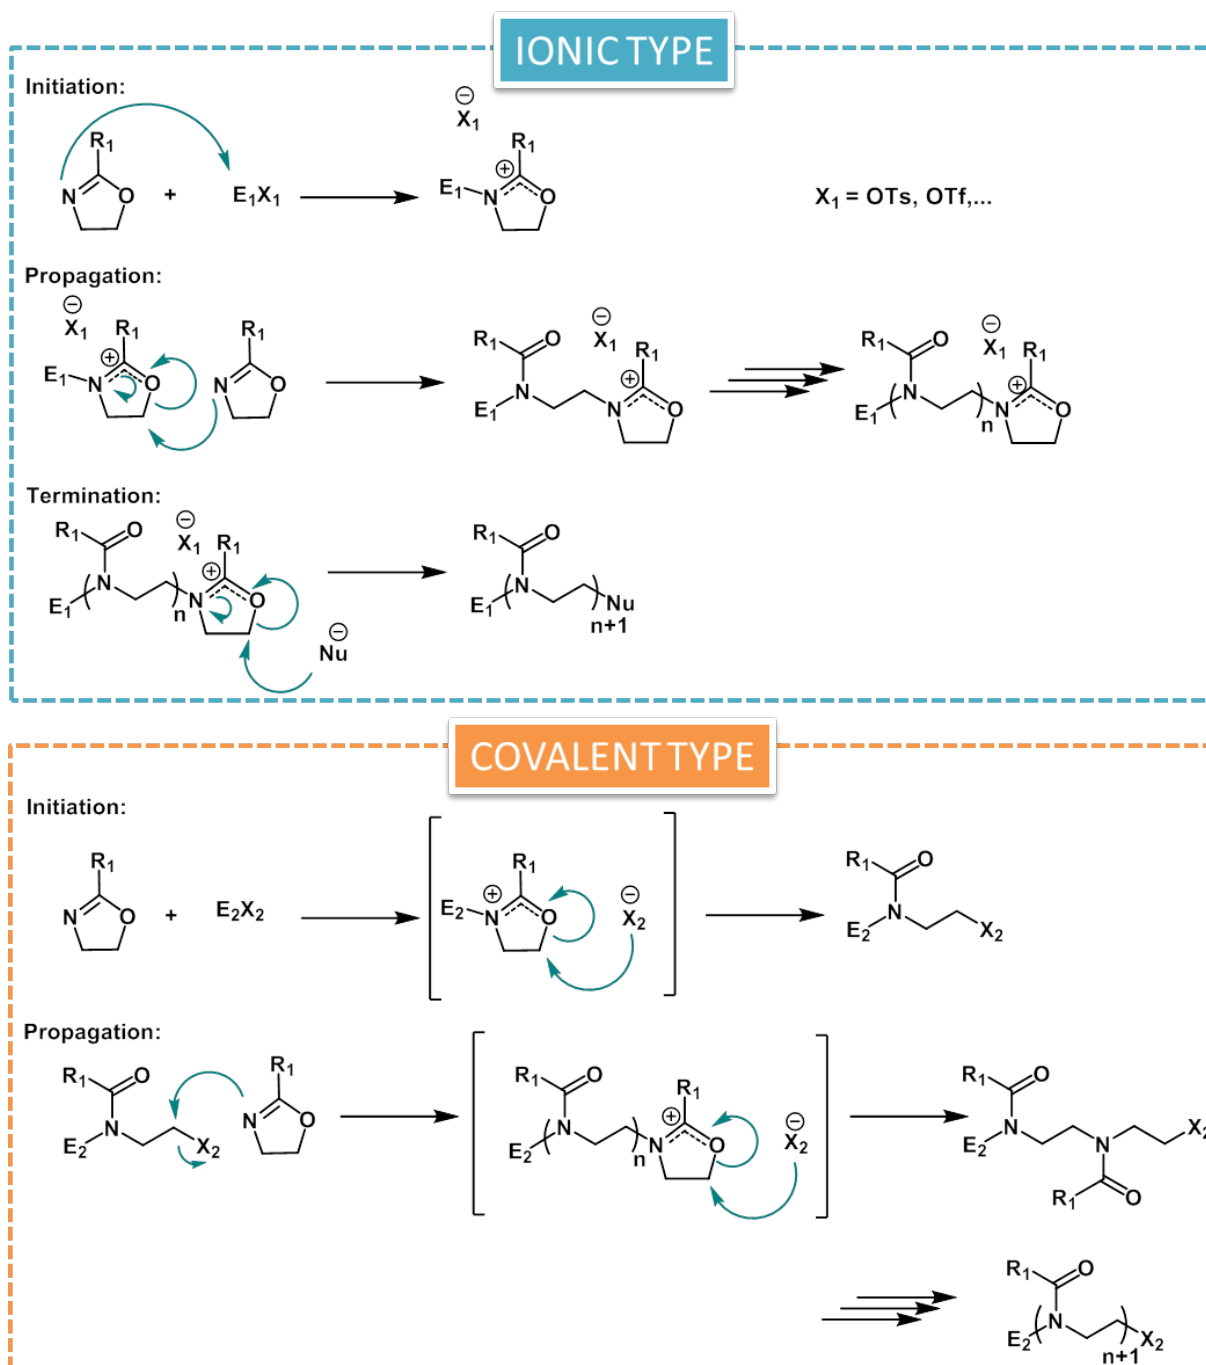 IONIC TYPE
Initiation:
R₁ N O + E₁X₁ ⊖ X₁ R₁ ⊕ E₁ N O X₁ = OTs, OTf,...
Propagation:
⊖ X₁ R₁ ⊕ E₁ N O R₁ N O R₁ O N E₁ ⊖ X₁ R₁ ⊕ N O R₁ O N E₁ ( ) n ⊖ X₁ R₁ ⊕ N O
Termination:
R₁ O N E₁ ( ) n ⊖ X₁ R₁ ⊕ N O ⊖ Nu R₁ O N E₁ ( ) Nu n+1
COVALENT TYPE
Initiation:
R₁ N O + E₂X₂ [ R₁ ⊕ E₂ N O ⊖ X₂ ] R₁ O N E₂ X₂
Propagation:
R₁ O N E₂ X₂ R₁ N O [ R₁ O N E₂ ( ) n R₁ ⊕ N O ⊖ X₂ ] R₁ O N E₂ N X₂ R₁ O
R₁ O N E₂ ( ) X₂ n+1